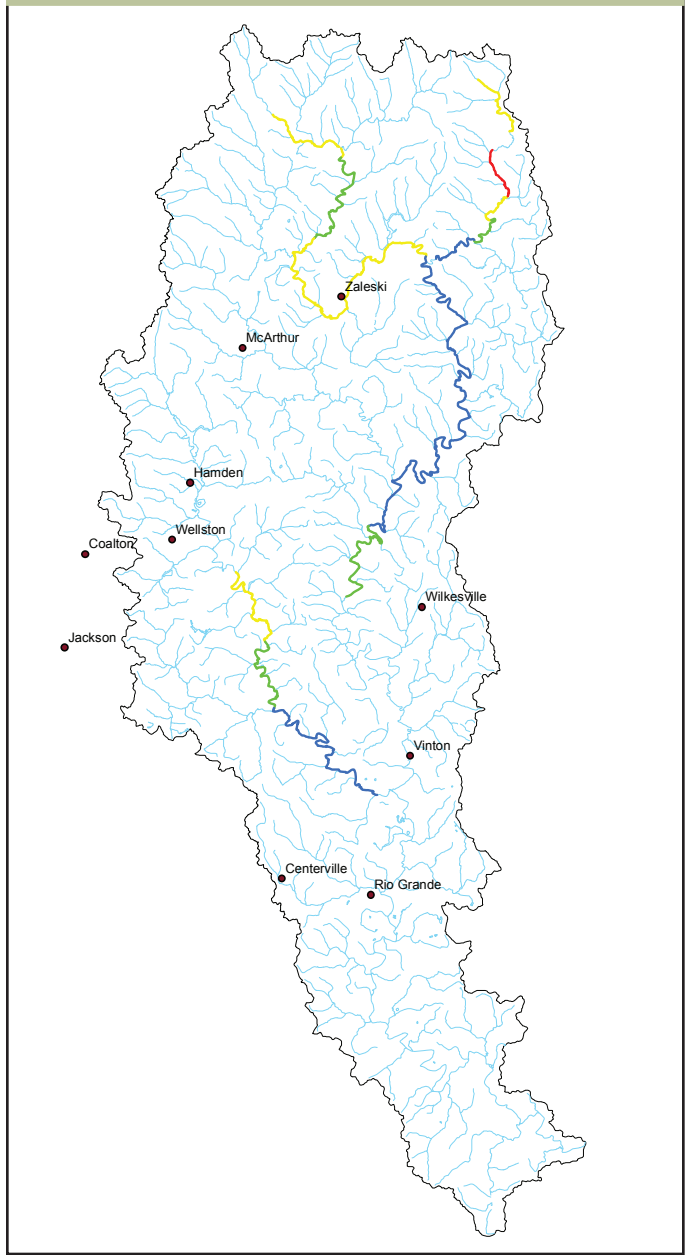 Zaleski
McArthur
Hamden
Wellston
Coalton
Wilkesville
Jackson
Vinton
Centerville
Rio Grande